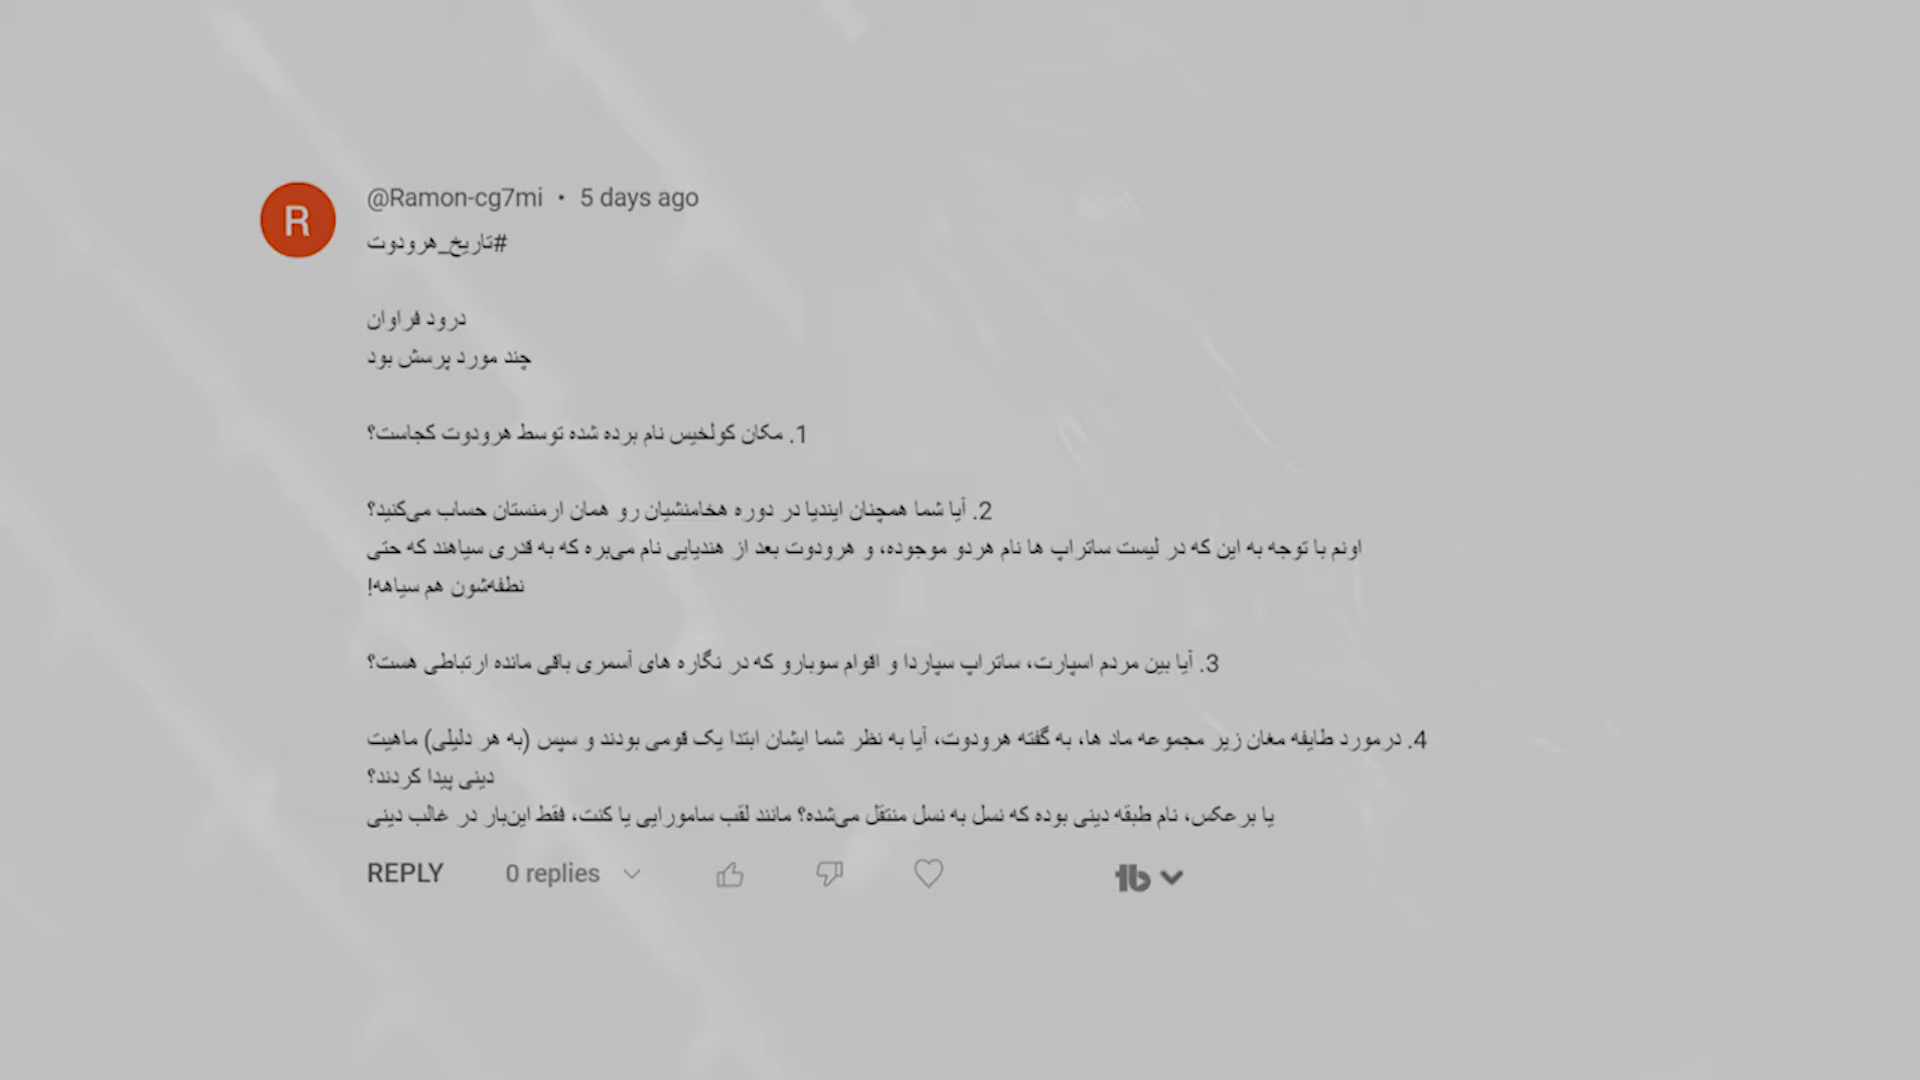 R
@Ramon-cg7mi • 5 days ago
#تاریخ_هرودوت
درود فراوان
چند مورد پرسش بود
1. مکان کولخیس نام برده شده توسط هرودوت کجاست؟
2. آیا شما همچنان ایندیا در دوره هخامنشیان رو همان ارمنستان حساب می‌کنید؟
اونم با توجه به این که در لیست ساتراپ ها نام هردو موجوده، و هرودوت بعد از هندیایی نام می‌بره که به قدری سیاهند که حتی
نطفه‌شون هم سیاهه!
3. آیا بین مردم اسپارت، ساتراپ سپاردا و اقوام سوبارو که در نگاره های آسمری باقی مانده ارتباطی هست؟
4. درمورد طایفه مغان زیر مجموعه ماد ها، به گفته هرودوت، آیا به نظر شما ایشان ابتدا یک قومی بودند و سپس (به هر دلیلی) ماهیت
دینی پیدا کردند؟
یا برعکس، نام طبقه دینی بوده که نسل به نسل منتقل می‌شده؟ مانند لقب سامورایی یا کنت، فقط این‌بار در غالب دینی
REPLY 0 replies tb